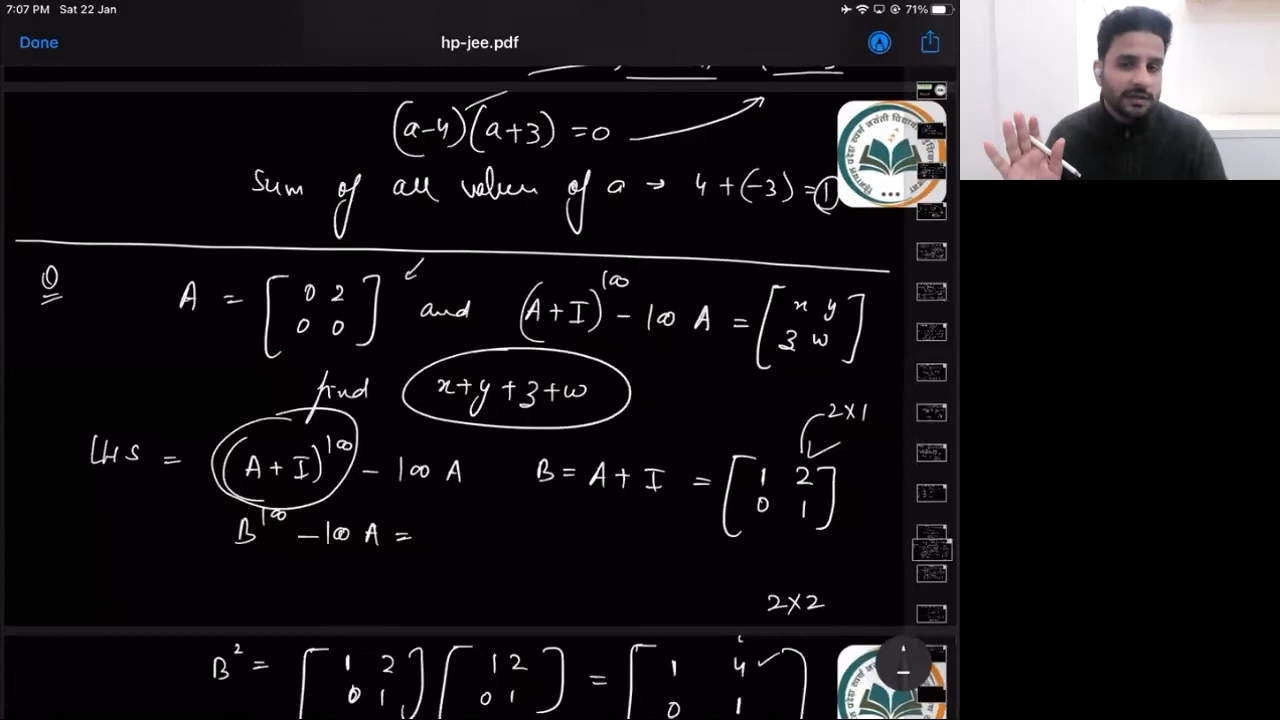 7:07 PM Sat 22 Jan
71%
Done
hp-jee.pdf
(a-4)(a+3) = 0
Sum of all values of a → 4 + (-3) = 1
Q
A = [0 2 0 0] and (A+I)^100 - 100 A = [x y 3 w]
find x+y+3+w
2×1
LHS = (A+I)^100 - 100 A B = A + I = [1 2 0 1]
B^100 - 100 A =
2×2
B^2 = [1 2 0 1] [1 2 0 1] = [1 4 0 1]